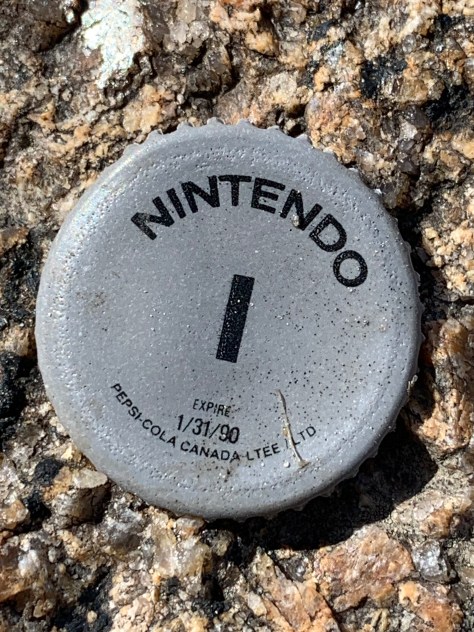 NINTENDO
I
EXPIRE
1/31/90
PEPSI-COLA CANADA LTEE / LTD